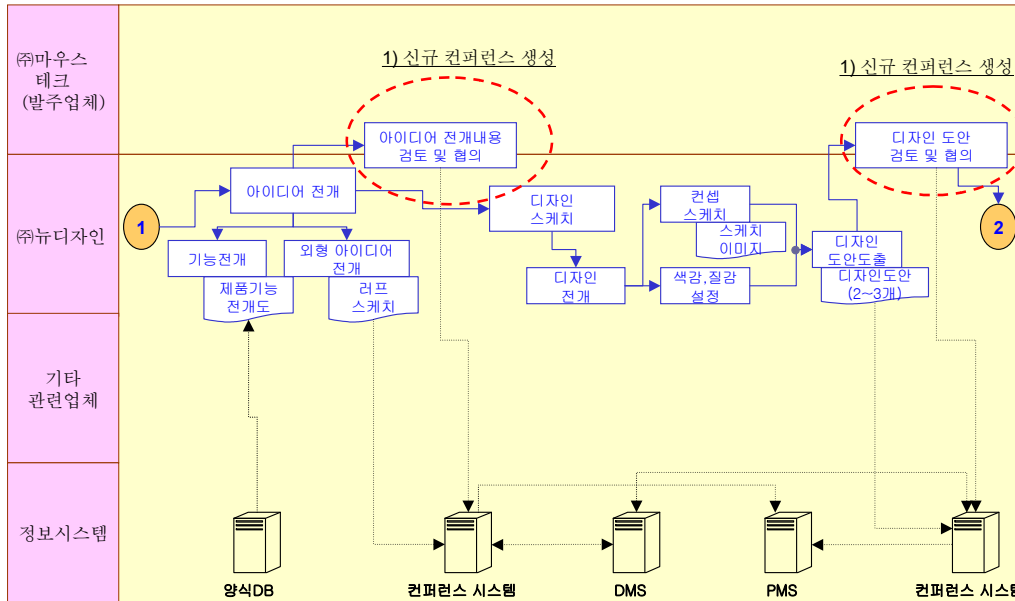 ㈜마우스
테크
(발주업체)
1) 신규 컨퍼런스 생성
1) 신규 컨퍼런스 생성
아이디어 전개내용
검토 및 협의
디자인 도안
검토 및 협의
㈜뉴디자인
1
아이디어 전개
디자인
스케치
컨셉
스케치
스케치
이미지
2
기능전개
외형 아이디어
전개
디자인
도안도출
제품기능
전개도
러프
스케치
디자인
전개
색감,질감
설정
디자인도안
(2~3개)
기타
관련업체
정보시스템
양식DB
컨퍼런스 시스템
DMS
PMS
컨퍼런스 시스템